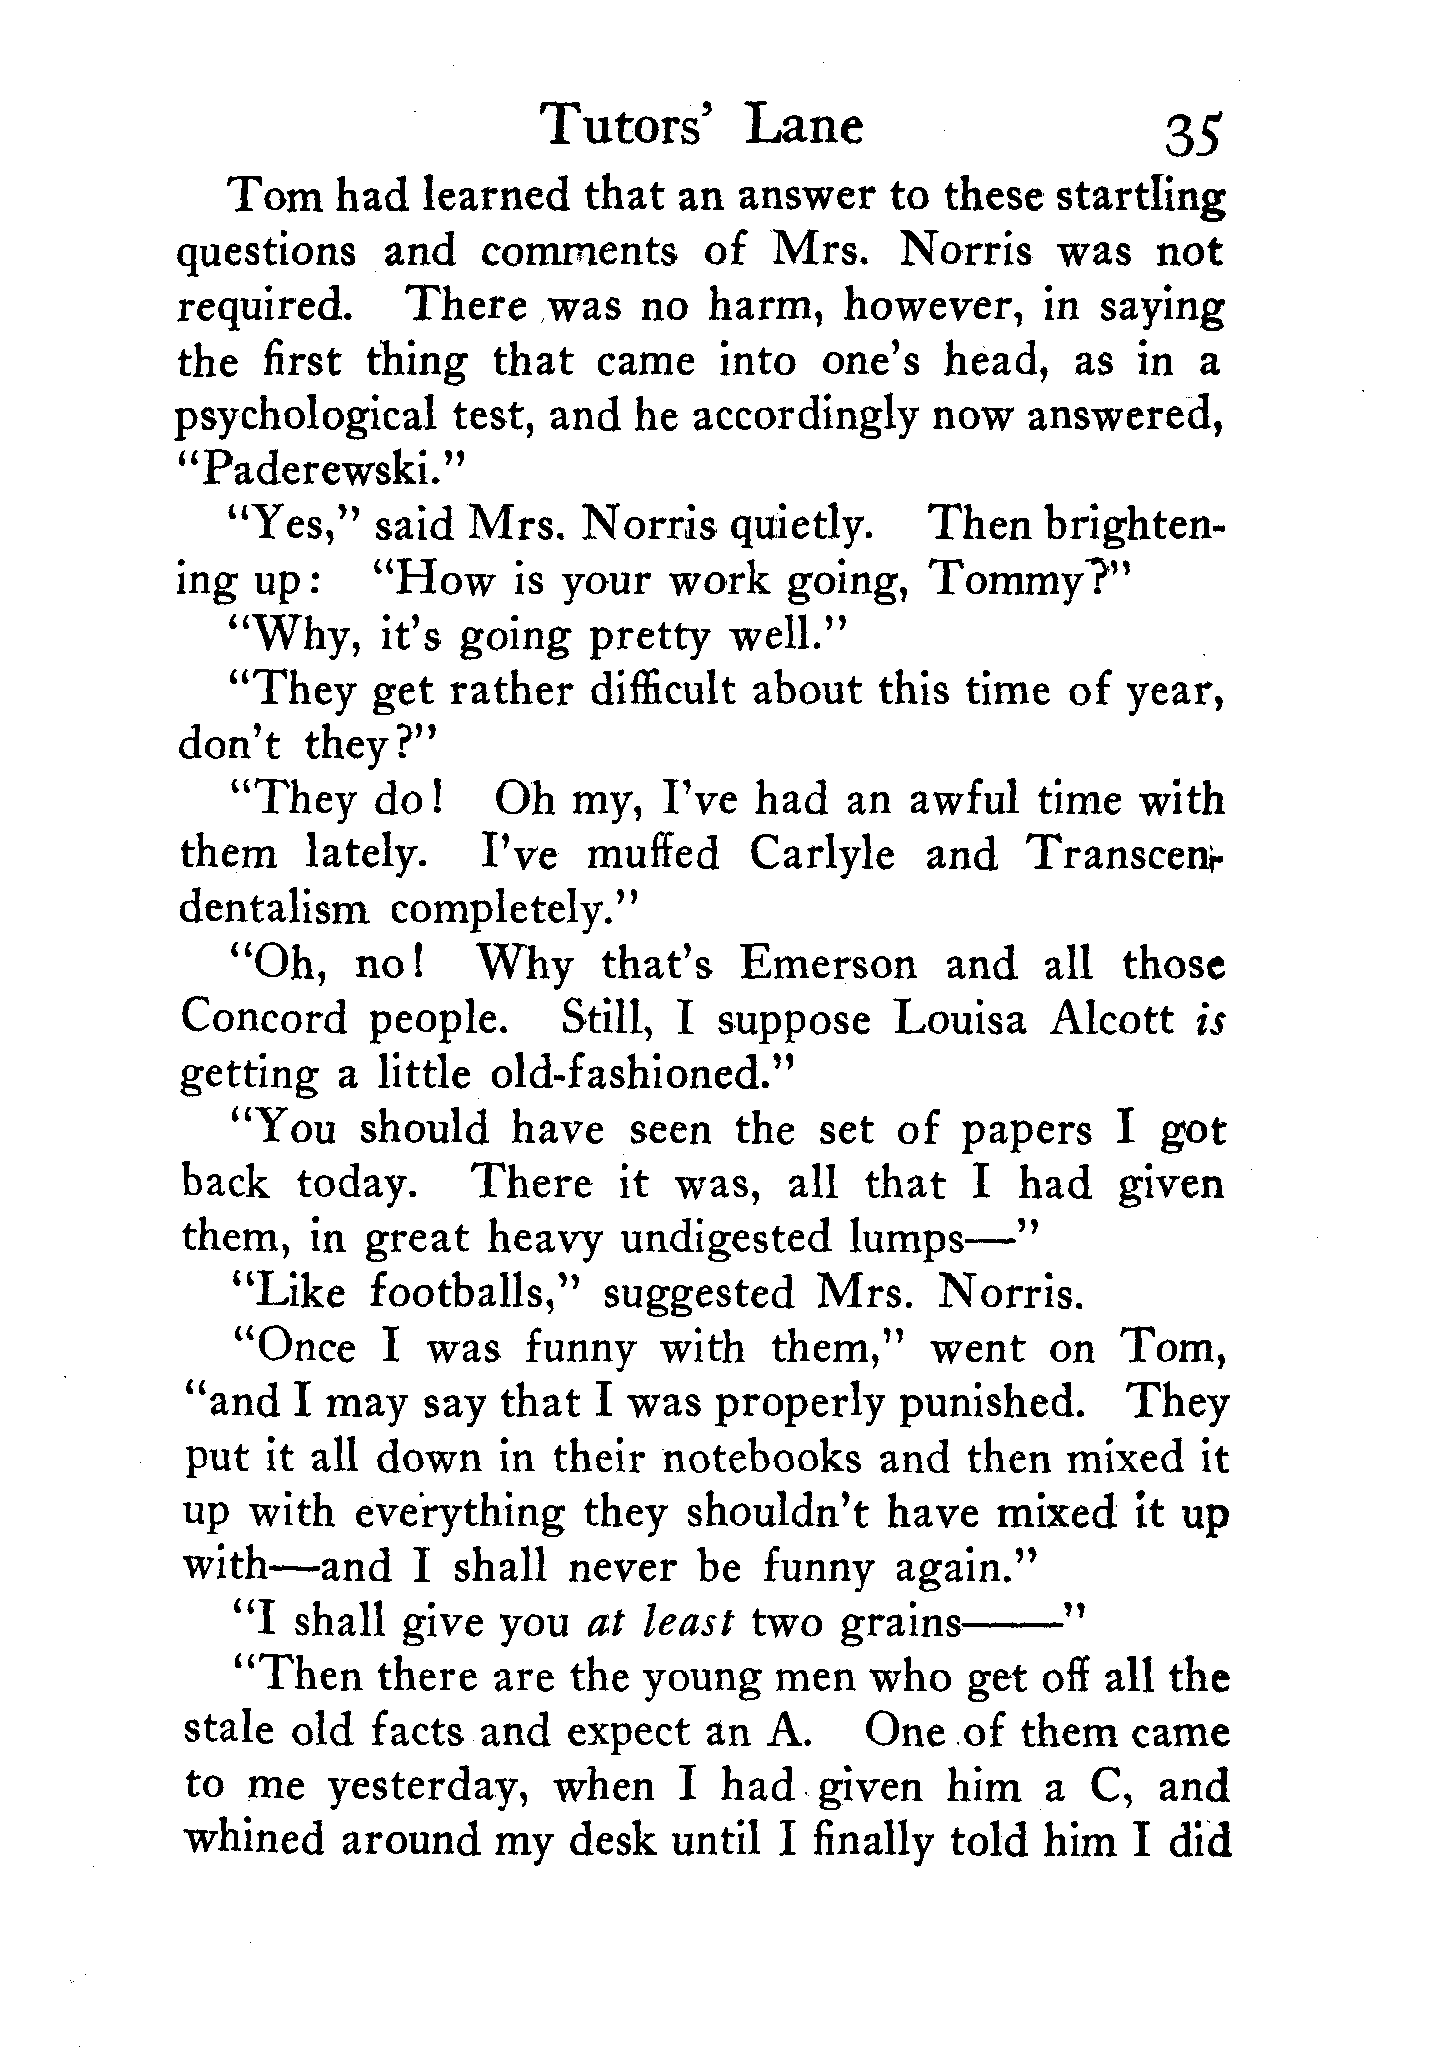 Tutors' Lane 35
Tom had learned that an answer to these startling
questions and comments of Mrs. Norris was not
required. There was no harm, however, in saying
the first thing that came into one's head, as in a
psychological test, and he accordingly now answered,
"Paderewski."
"Yes," said Mrs. Norris quietly. Then brighten-
ing up: "How is your work going, Tommy?"
"Why, it's going pretty well."
"They get rather difficult about this time of year,
don't they?"
"They do! Oh my, I've had an awful time with
them lately. I've muffed Carlyle and Transcen-
dentalism completely."
"Oh, no! Why that's Emerson and all those
Concord people. Still, I suppose Louisa Alcott is
getting a little old-fashioned."
"You should have seen the set of papers I got
back today. There it was, all that I had given
them, in great heavy undigested lumps—"
"Like footballs," suggested Mrs. Norris.
"Once I was funny with them," went on Tom,
"and I may say that I was properly punished. They
put it all down in their notebooks and then mixed it
up with everything they shouldn't have mixed it up
with—and I shall never be funny again."
"I shall give you at least two grains——"
"Then there are the young men who get off all the
stale old facts and expect an A. One of them came
to me yesterday, when I had given him a C, and
whined around my desk until I finally told him I did